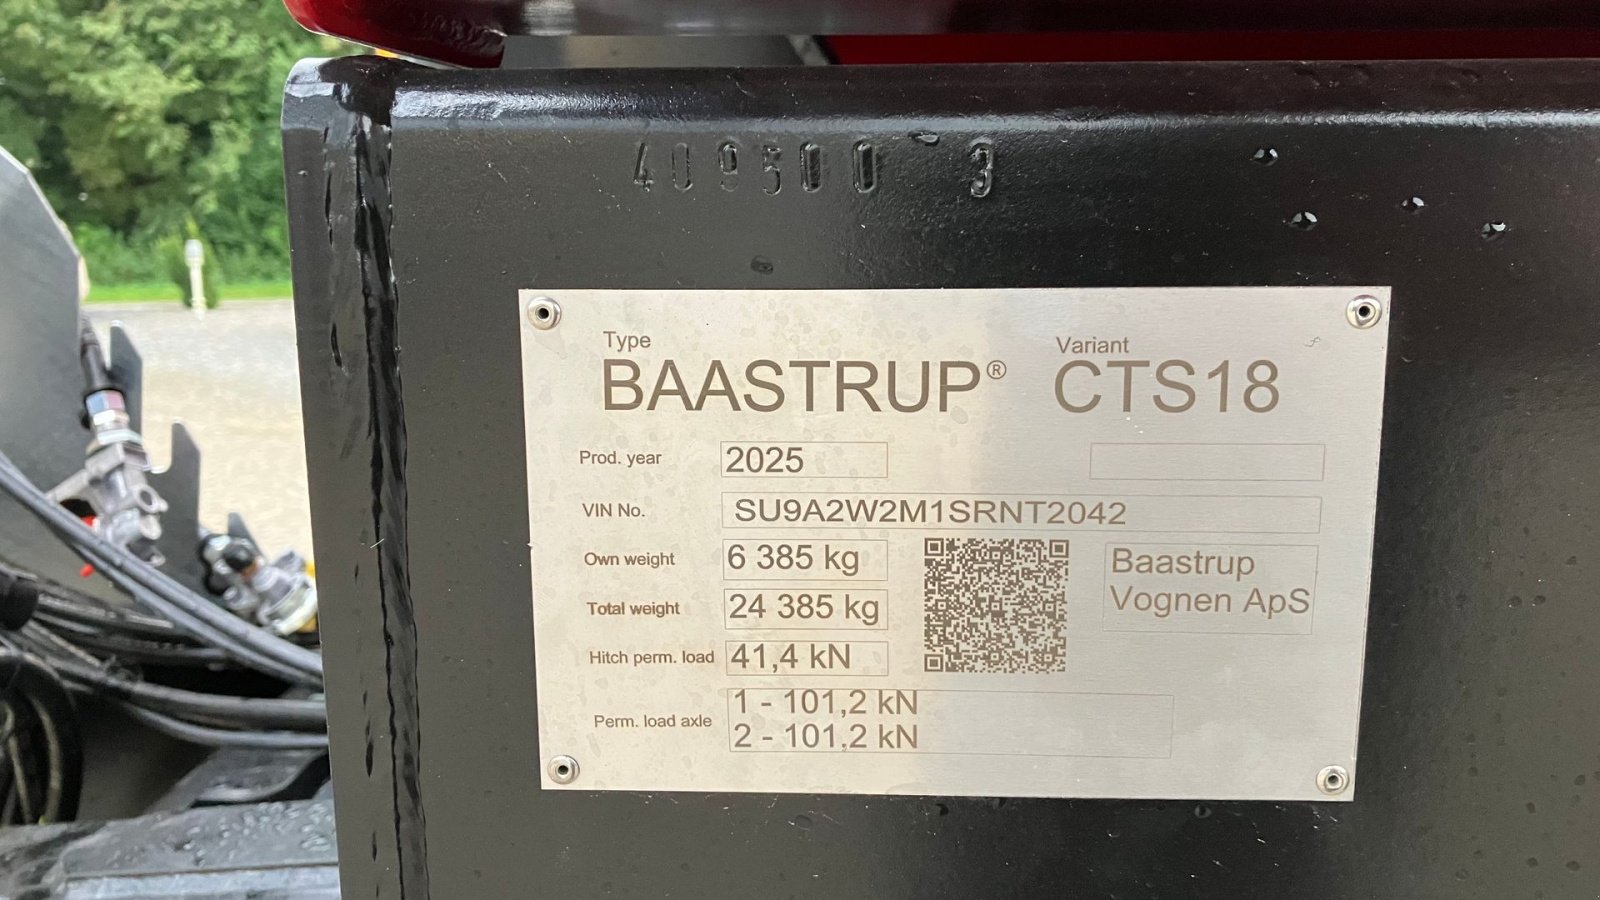 409500 3
Type
BAASTRUP®
Variant
CTS18
Prod. year 2025
VIN No. SU9A2W2M1SRNT2042
Own weight 6 385 kg
Total weight 24 385 kg
Hitch perm. load 41,4 kN
Perm. load axle
1 - 101,2 kN
2 - 101,2 kN
Baastrup
Vognen ApS